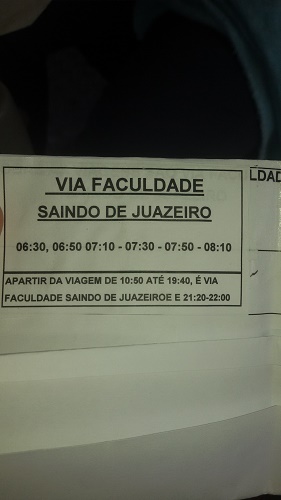 VIA FACULDADE
SAINDO DE JUAZEIRO
06:30, 06:50 07:10 - 07:30 - 07:50 - 08:10
APARTIR DA VIAGEM DE 10:50 ATÉ 19:40, É VIA
FACULDADE SAINDO DE JUAZEIROE E 21:20-22:00
LDAD